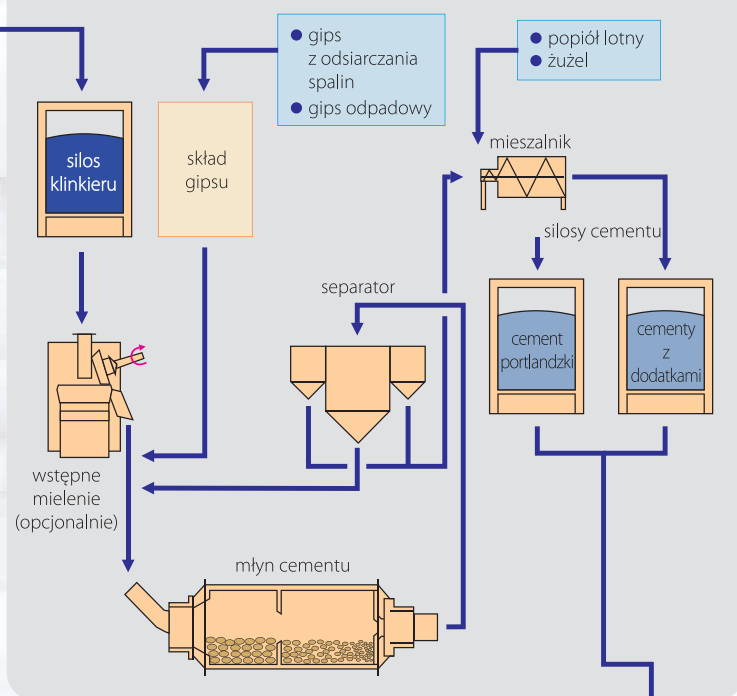 gips
z odsiarczania
spalin
gips odpadowy
popiół lotny
żużel
silos
klinkieru
skład
gipsu
mieszalnik
silosy cementu
separator
cement
portlandzki
cementy
z
dodatkami
wstępne
mielenie
(opcjonalnie)
młyn cementu